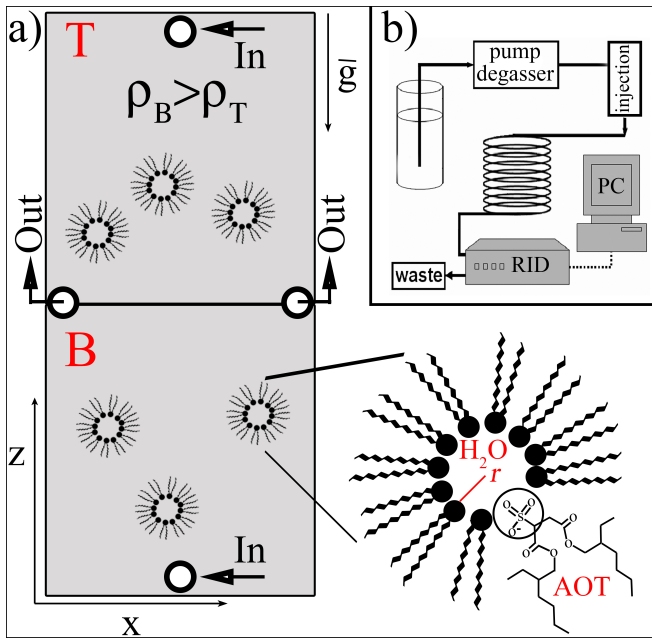 a)
T
In
ρB>ρT
g
Out
Out
B
z
In
x
b)
pump
degasser
injection
PC
RID
waste
H2O
r
O
O
S
O
O
O
O
O
AOT